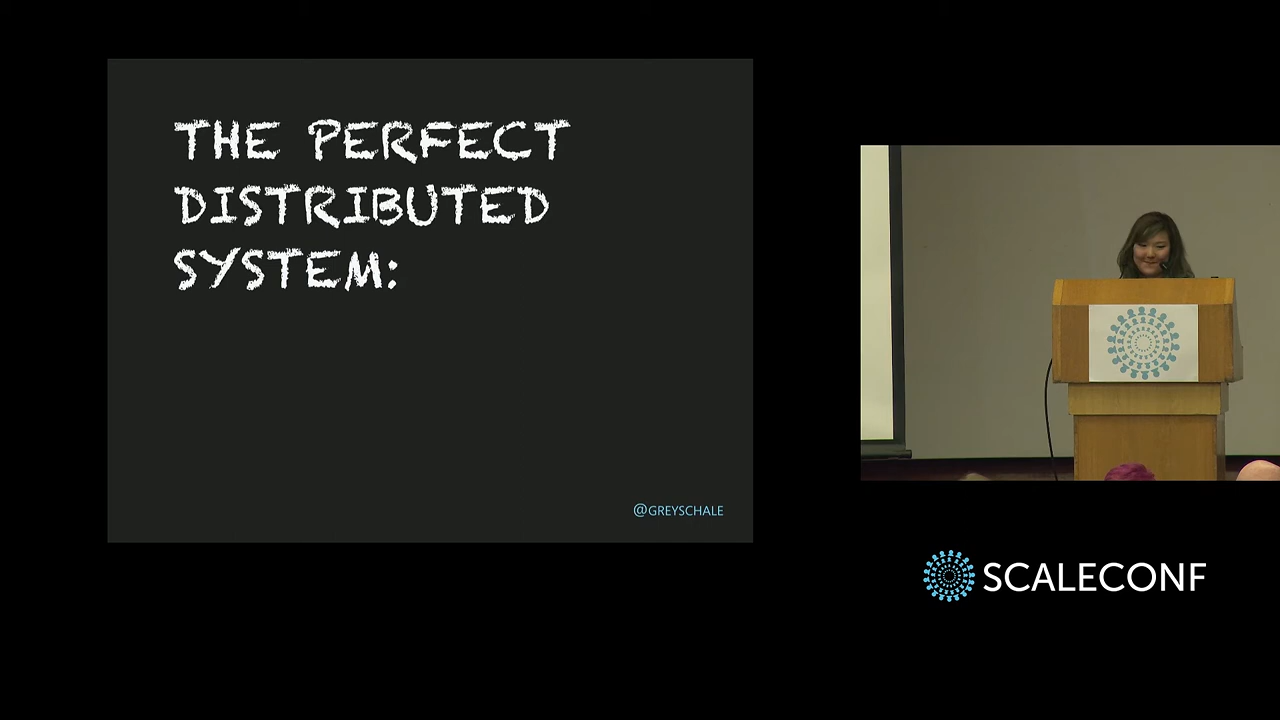 THE PERFECT
DISTRIBUTED
SYSTEM:
@GREYSCHALE
SCALECONF